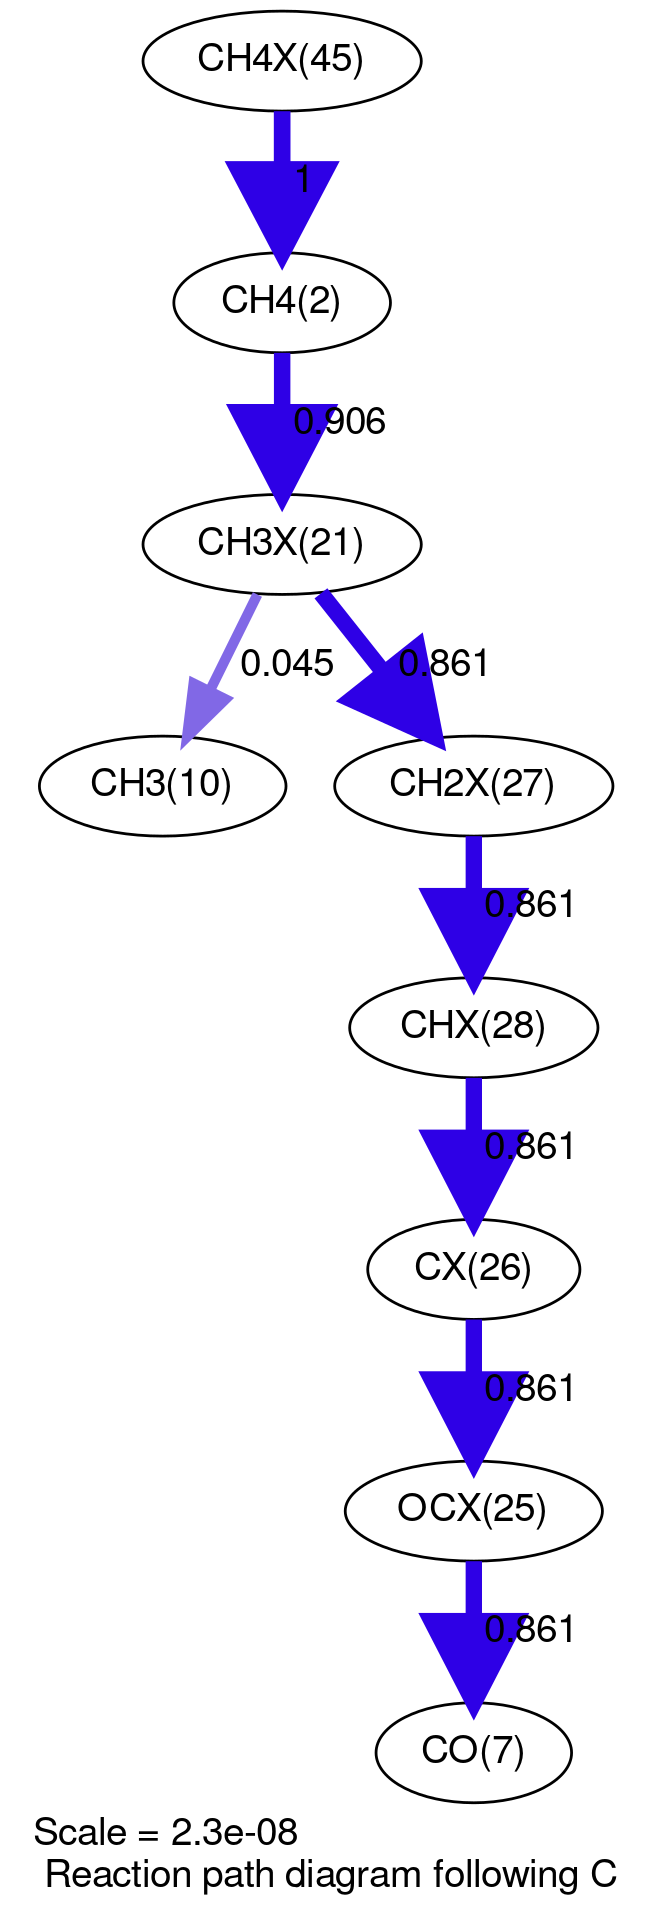 CH4X(45)
1
CH4(2)
0.906
CH3X(21)
0.045
0.861
CH3(10)
CH2X(27)
0.861
CHX(28)
0.861
CX(26)
0.861
OCX(25)
0.861
CO(7)
Scale = 2.3e-08
Reaction path diagram following C